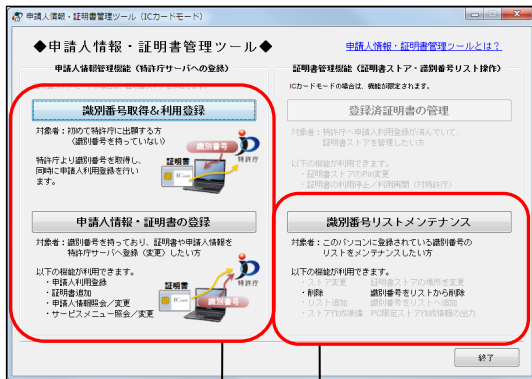 申請人情報・証明書管理ツール（ICカードモード）
◆申請人情報・証明書管理ツール◆
申請人情報・証明書管理ツールとは？
申請人情報管理機能（特許庁サーバへの登録）
証明書管理機能（証明書ストア・識別番号リスト操作）
ICカードモードの場合は、機能が限定されます。
識別番号取得＆利用登録
対象者：初めて特許庁に出願する方
（識別番号を持っていない）
特許庁より識別番号を取得し、
同時に申請人利用登録を行い
ます。
識別番号
証明書
ICcard
特許庁
登録済証明書の管理
対象者：特許庁へ申請人利用登録が済んでいて、
証明書ストアを管理したい方
以下の機能が利用できます。
・証明書ストアのPin変更
・証明書の利用停止／利用再開（対特許庁）
申請人情報・証明書の登録
対象者：識別番号を持っており、証明書や申請人情報を
特許庁サーバへ登録（変更）したい方
以下の機能が利用できます。
・申請人利用登録
・証明書追加
・申請人情報照会／変更
・サービスメニュー照会／変更
証明書
ICcard
識別番号
特許庁
識別番号リストメンテナンス
対象者：このパソコンに登録されている識別番号の
リストをメンテナンスしたい方
以下の機能が利用できます。
・ストア変更 証明書ストアの場所を変更
・削除 識別番号をリストから削除
・リスト追加 識別番号をリストへ追加
・ストア作成準備 PC限定ストア作成情報の出力
終了